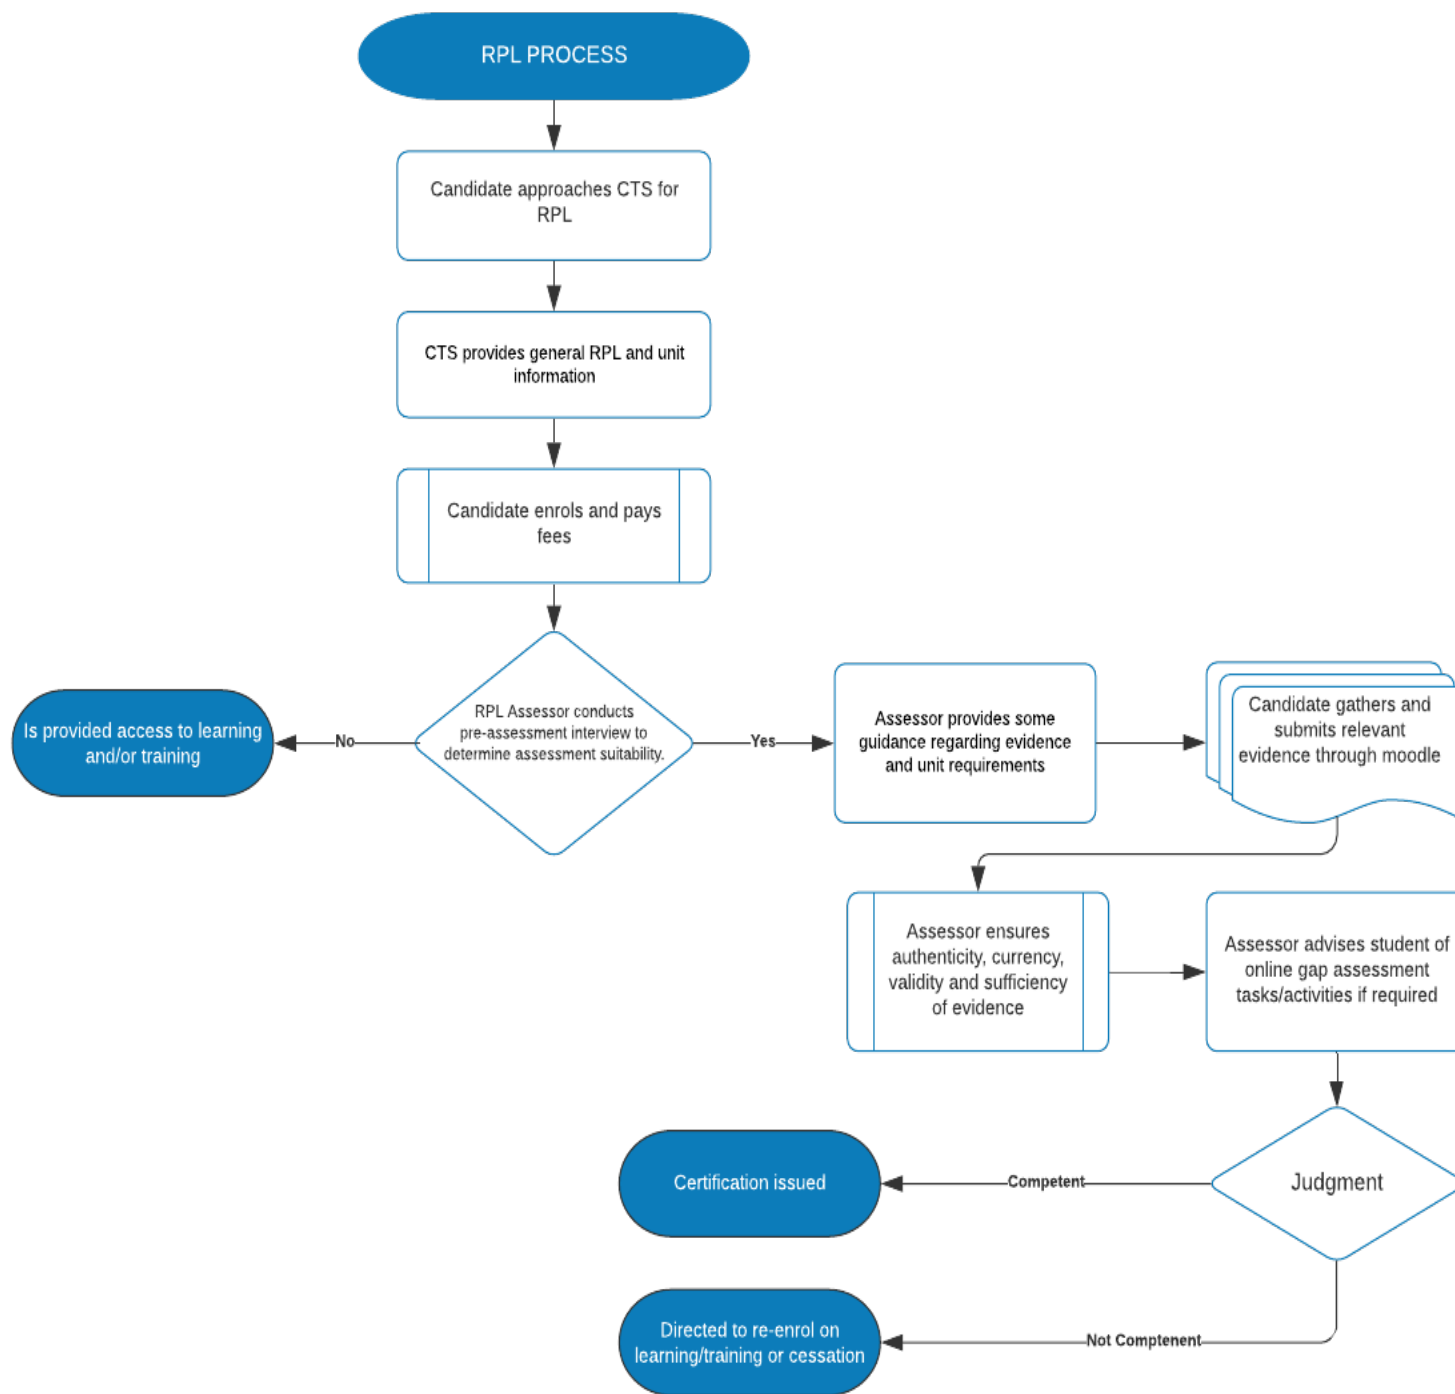 RPL PROCESS
Candidate approaches CTS for
RPL
CTS provides general RPL and unit
information
Candidate enrols and pays
fees
RPL Assessor conducts
pre-assessment interview to
determine assessment suitability.
No
Is provided access to learning
and/or training
Yes
Assessor provides some
guidance regarding evidence
and unit requirements
Candidate gathers and
submits relevant
evidence through moodle
Assessor ensures
authenticity, currency,
validity and sufficiency
of evidence
Assessor advises student of
online gap assessment
tasks/activities if required
Judgment
Competent
Certification issued
Not Comptenent
Directed to re-enrol on
learning/training or cessation